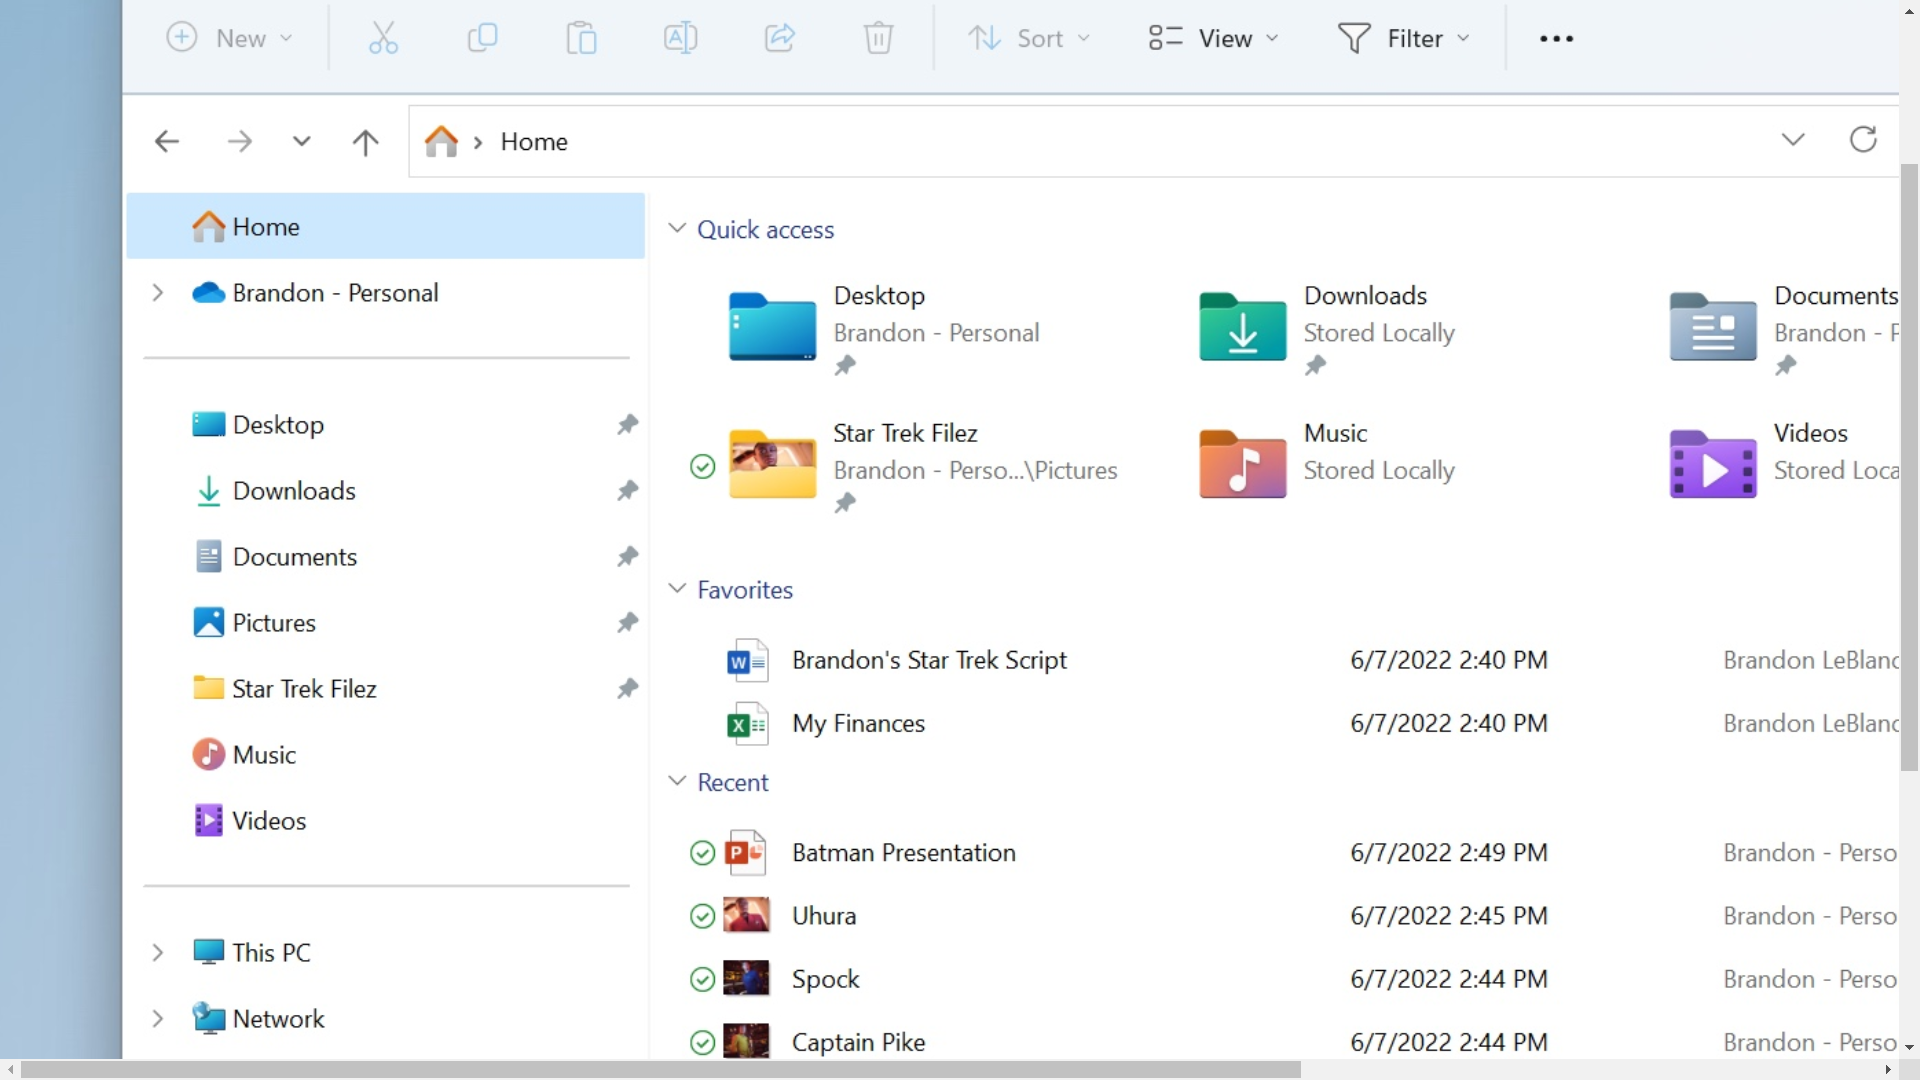 New
Sort
View
Filter
Home
Home
Brandon - Personal
Desktop
Downloads
Documents
Pictures
Star Trek Filez
Music
Videos
This PC
Network
Quick access
Desktop
Brandon - Personal
Downloads
Stored Locally
Documents
Brandon - P
Star Trek Filez
Brandon - Perso...\Pictures
Music
Stored Locally
Videos
Stored Loca
Favorites
Brandon's Star Trek Script 6/7/2022 2:40 PM Brandon LeBlanc
My Finances 6/7/2022 2:40 PM Brandon LeBlanc
Recent
Batman Presentation 6/7/2022 2:49 PM Brandon - Perso
Uhura 6/7/2022 2:45 PM Brandon - Perso
Spock 6/7/2022 2:44 PM Brandon - Perso
Captain Pike 6/7/2022 2:44 PM Brandon - Perso